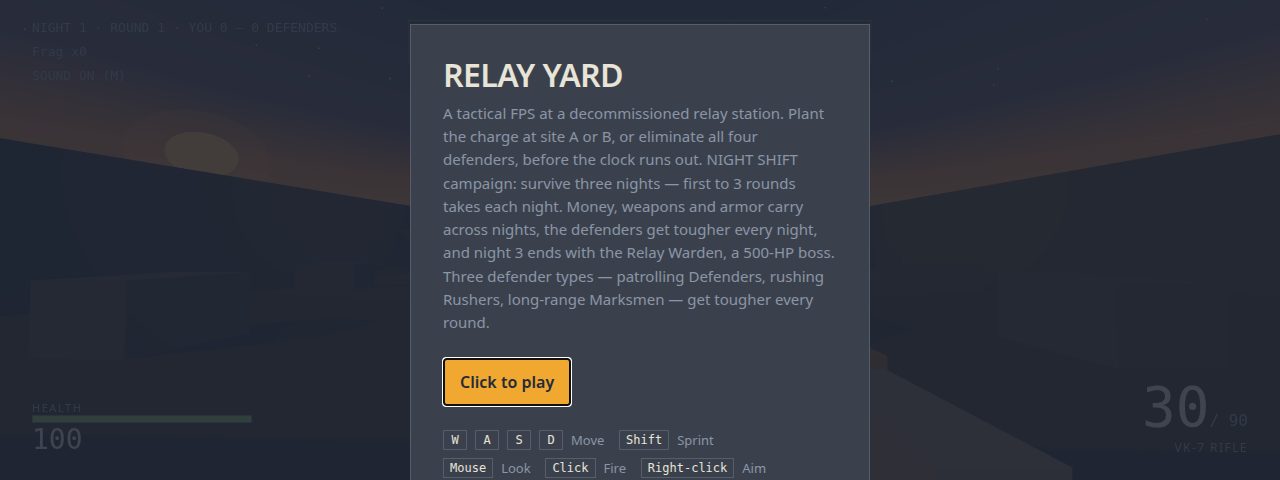 NIGHT 1 · ROUND 1 · YOU 0 — 0 DEFENDERS
Frag x0
SOUND ON (M)
RELAY YARD
A tactical FPS at a decommissioned relay station. Plant
the charge at site A or B, or eliminate all four
defenders, before the clock runs out. NIGHT SHIFT
campaign: survive three nights — first to 3 rounds
takes each night. Money, weapons and armor carry
across nights, the defenders get tougher every night,
and night 3 ends with the Relay Warden, a 500-HP boss.
Three defender types — patrolling Defenders, rushing
Rushers, long-range Marksmen — get tougher every
round.
Click to play
W A S D Move Shift Sprint
Mouse Look Click Fire Right-click Aim
HEALTH
100
30 / 90
VK-7 RIFLE